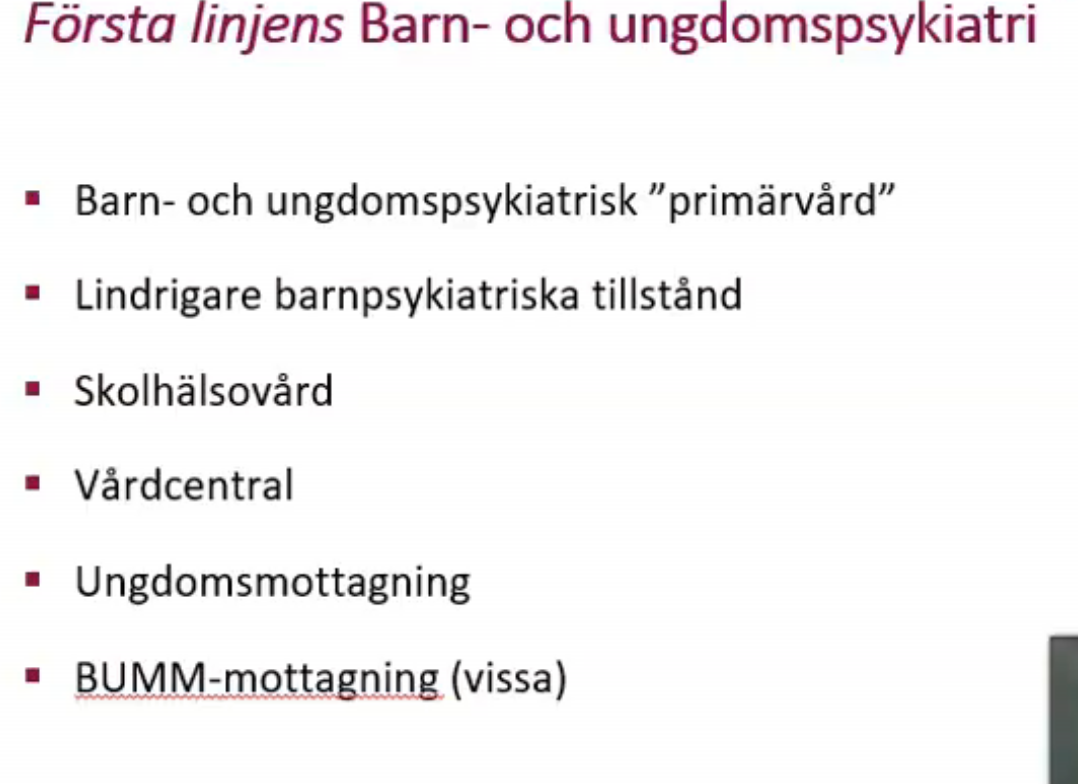 Första linjens Barn- och ungdomspsykiatri
▪ Barn- och ungdomspsykiatrisk ”primärvård”
▪ Lindrigare barnpsykiatriska tillstånd
▪ Skolhälsovård
▪ Vårdcentral
▪ Ungdomsmottagning
▪ BUMM-mottagning (vissa)